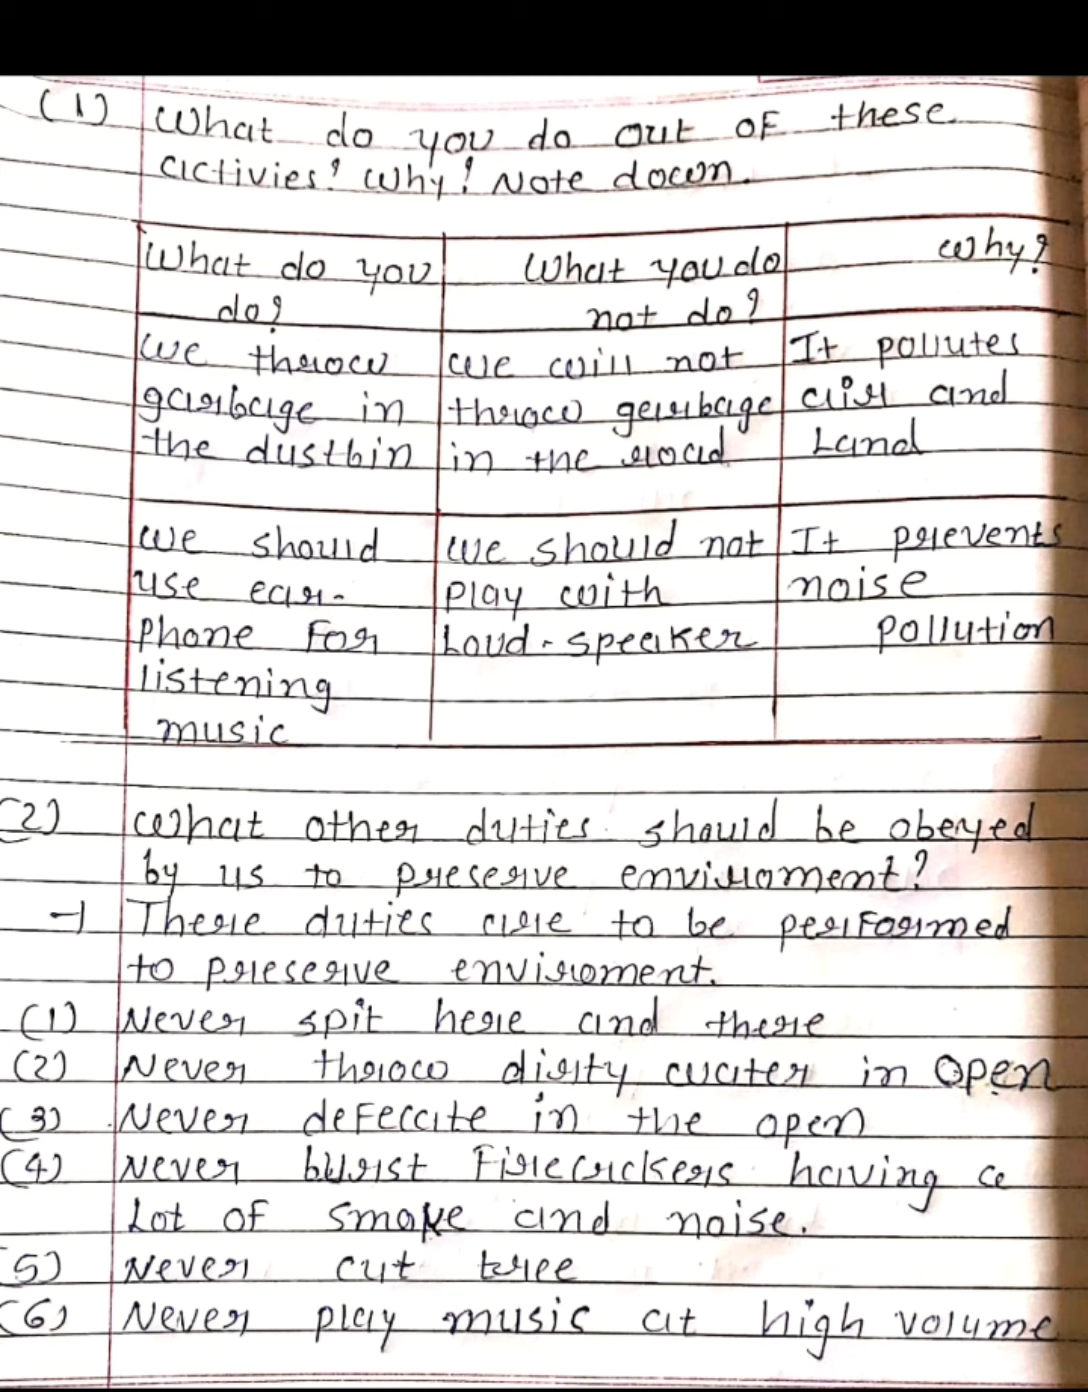 (1) What do you do out of these
activies? Why? Note down.
What do you What you do Why?
do? not do?
We throw We will not It pollutes
garbage in throw garbage air and
the dustbin in the road Land
We should We should not It prevents
use ear- play with noise
phone for Loud-speaker pollution
listening
music
(2) What other duties should be obeyed
by us to preserve enviroment?
→ There duties are to be performed
to preserve enviroment.
(1) Never spit here and there
(2) Never throw dirty water in open
(3) Never defecate in the open
(4) Never burst firecrickers having a
Lot of smoke and noise.
(5) Never cut tree
(6) Never play music at high volume